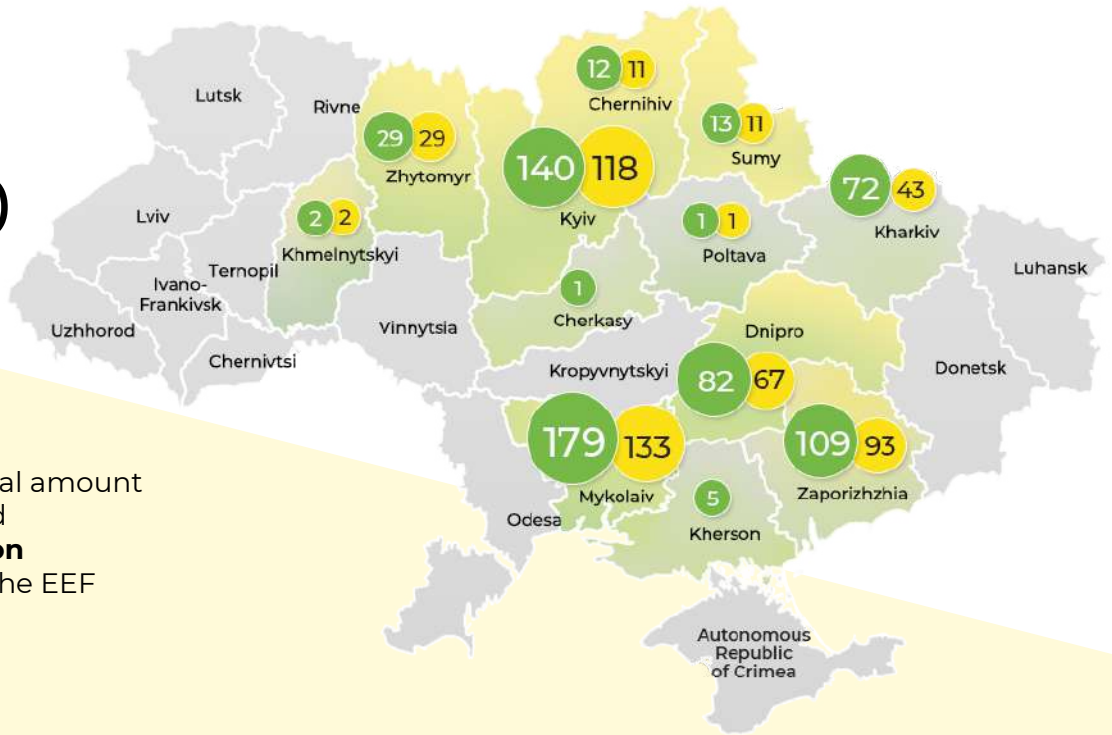 12 11
Chernihiv
Lutsk
Rivne
29 29
Zhytomyr
13 11
Sumy
140 118
Kyiv
72 43
Kharkiv
)
Lviv
2 2
Khmelnytskyi
1 1
Poltava
Ternopil
Ivano-
Frankivsk
Luhansk
1
Cherkasy
Uzhhorod
Vinnytsia
Dnipro
Chernivtsi
Kropyvnytskyi
82 67
Donetsk
179 133
Mykolaiv
109 93
Zaporizhzhia
al amount
d
on
he EEF
5
Kherson
Odesa
Autonomous
Republic
of Crimea